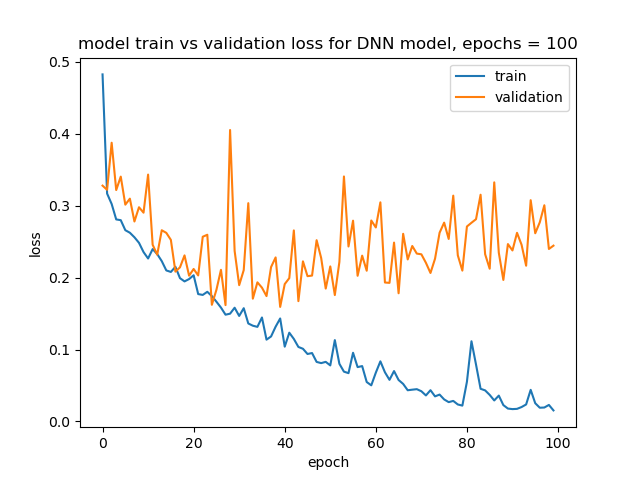 model train vs validation loss for DNN model, epochs = 100
train
validation
0.5
0.4
0.3
0.2
0.1
0.0
loss
0 20 40 60 80 100
epoch